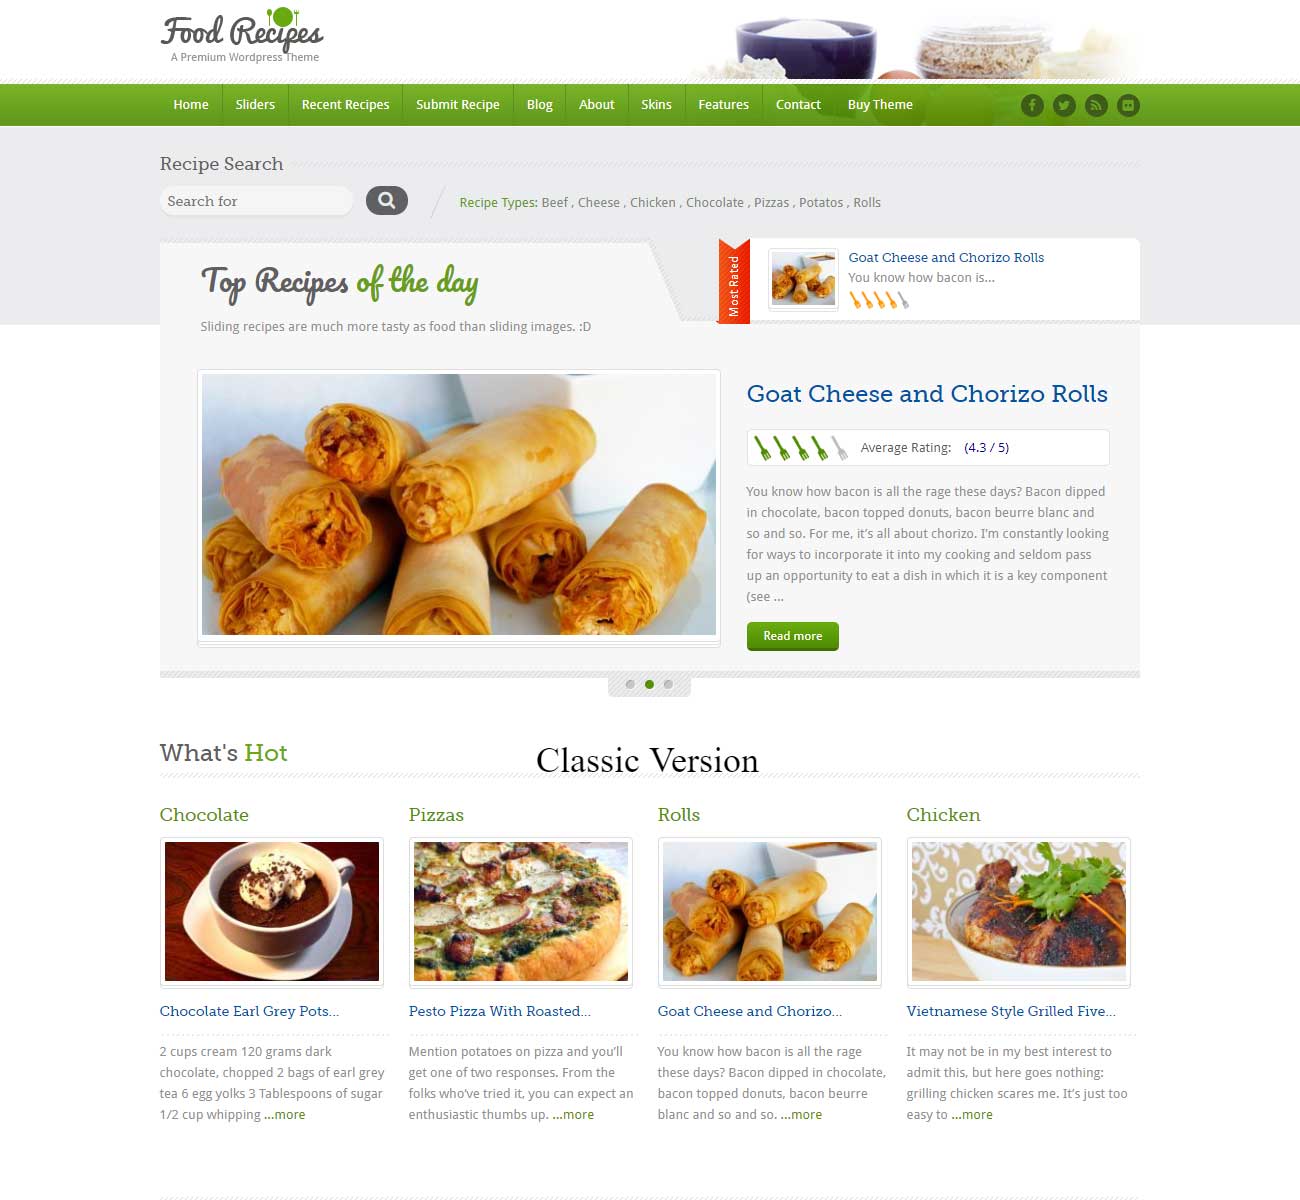 Food Recipes
A Premium Wordpress Theme
Home Sliders Recent Recipes Submit Recipe Blog About Skins Features Contact Buy Theme
Recipe Search
Search for
Recipe Types: Beef , Cheese , Chicken , Chocolate , Pizzas , Potatos , Rolls
Top Recipes of the day
Sliding recipes are much more tasty as food than sliding images. :D
Most Rated
Goat Cheese and Chorizo Rolls
You know how bacon is...
Goat Cheese and Chorizo Rolls
Average Rating: (4.3 / 5)
You know how bacon is all the rage these days? Bacon dipped
in chocolate, bacon topped donuts, bacon beurre blanc and
so and so. For me, it’s all about chorizo. I’m constantly looking
for ways to incorporate it into my cooking and seldom pass
up an opportunity to eat a dish in which it is a key component
(see ...
Read more
What's Hot
Classic Version
Chocolate
Chocolate Earl Grey Pots...
2 cups cream 120 grams dark
chocolate, chopped 2 bags of earl grey
tea 6 egg yolks 3 Tablespoons of sugar
1/2 cup whipping ...more
Pizzas
Pesto Pizza With Roasted...
Mention potatoes on pizza and you’ll
get one of two responses. From the
folks who’ve tried it, you can expect an
enthusiastic thumbs up. ...more
Rolls
Goat Cheese and Chorizo...
You know how bacon is all the rage
these days? Bacon dipped in chocolate,
bacon topped donuts, bacon beurre
blanc and so and so. ...more
Chicken
Vietnamese Style Grilled Five...
It may not be in my best interest to
admit this, but here goes nothing:
grilling chicken scares me. It’s just too
easy to ...more